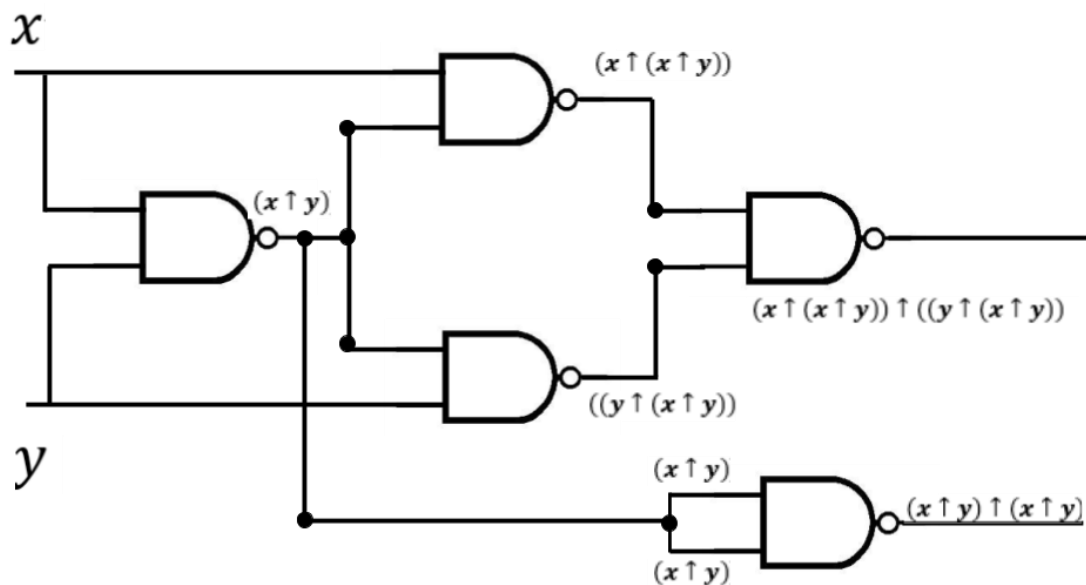 x
(x ↑ (x ↑ y))
(x ↑ y)
(x ↑ (x ↑ y)) ↑ ((y ↑ (x ↑ y))
((y ↑ (x ↑ y))
y
(x ↑ y)
(x ↑ y) ↑ (x ↑ y)
(x ↑ y)